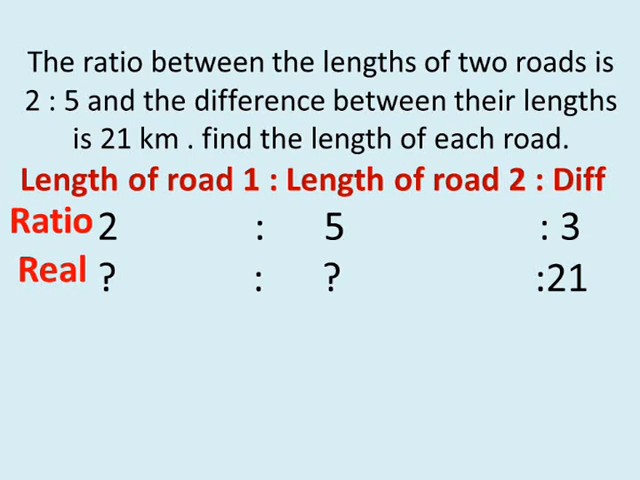 The ratio between the lengths of two roads is
2 : 5 and the difference between their lengths
is 21 km . find the length of each road.
Length of road 1 : Length of road 2 : Diff
Ratio 2 : 5 : 3
Real ? : ? :21